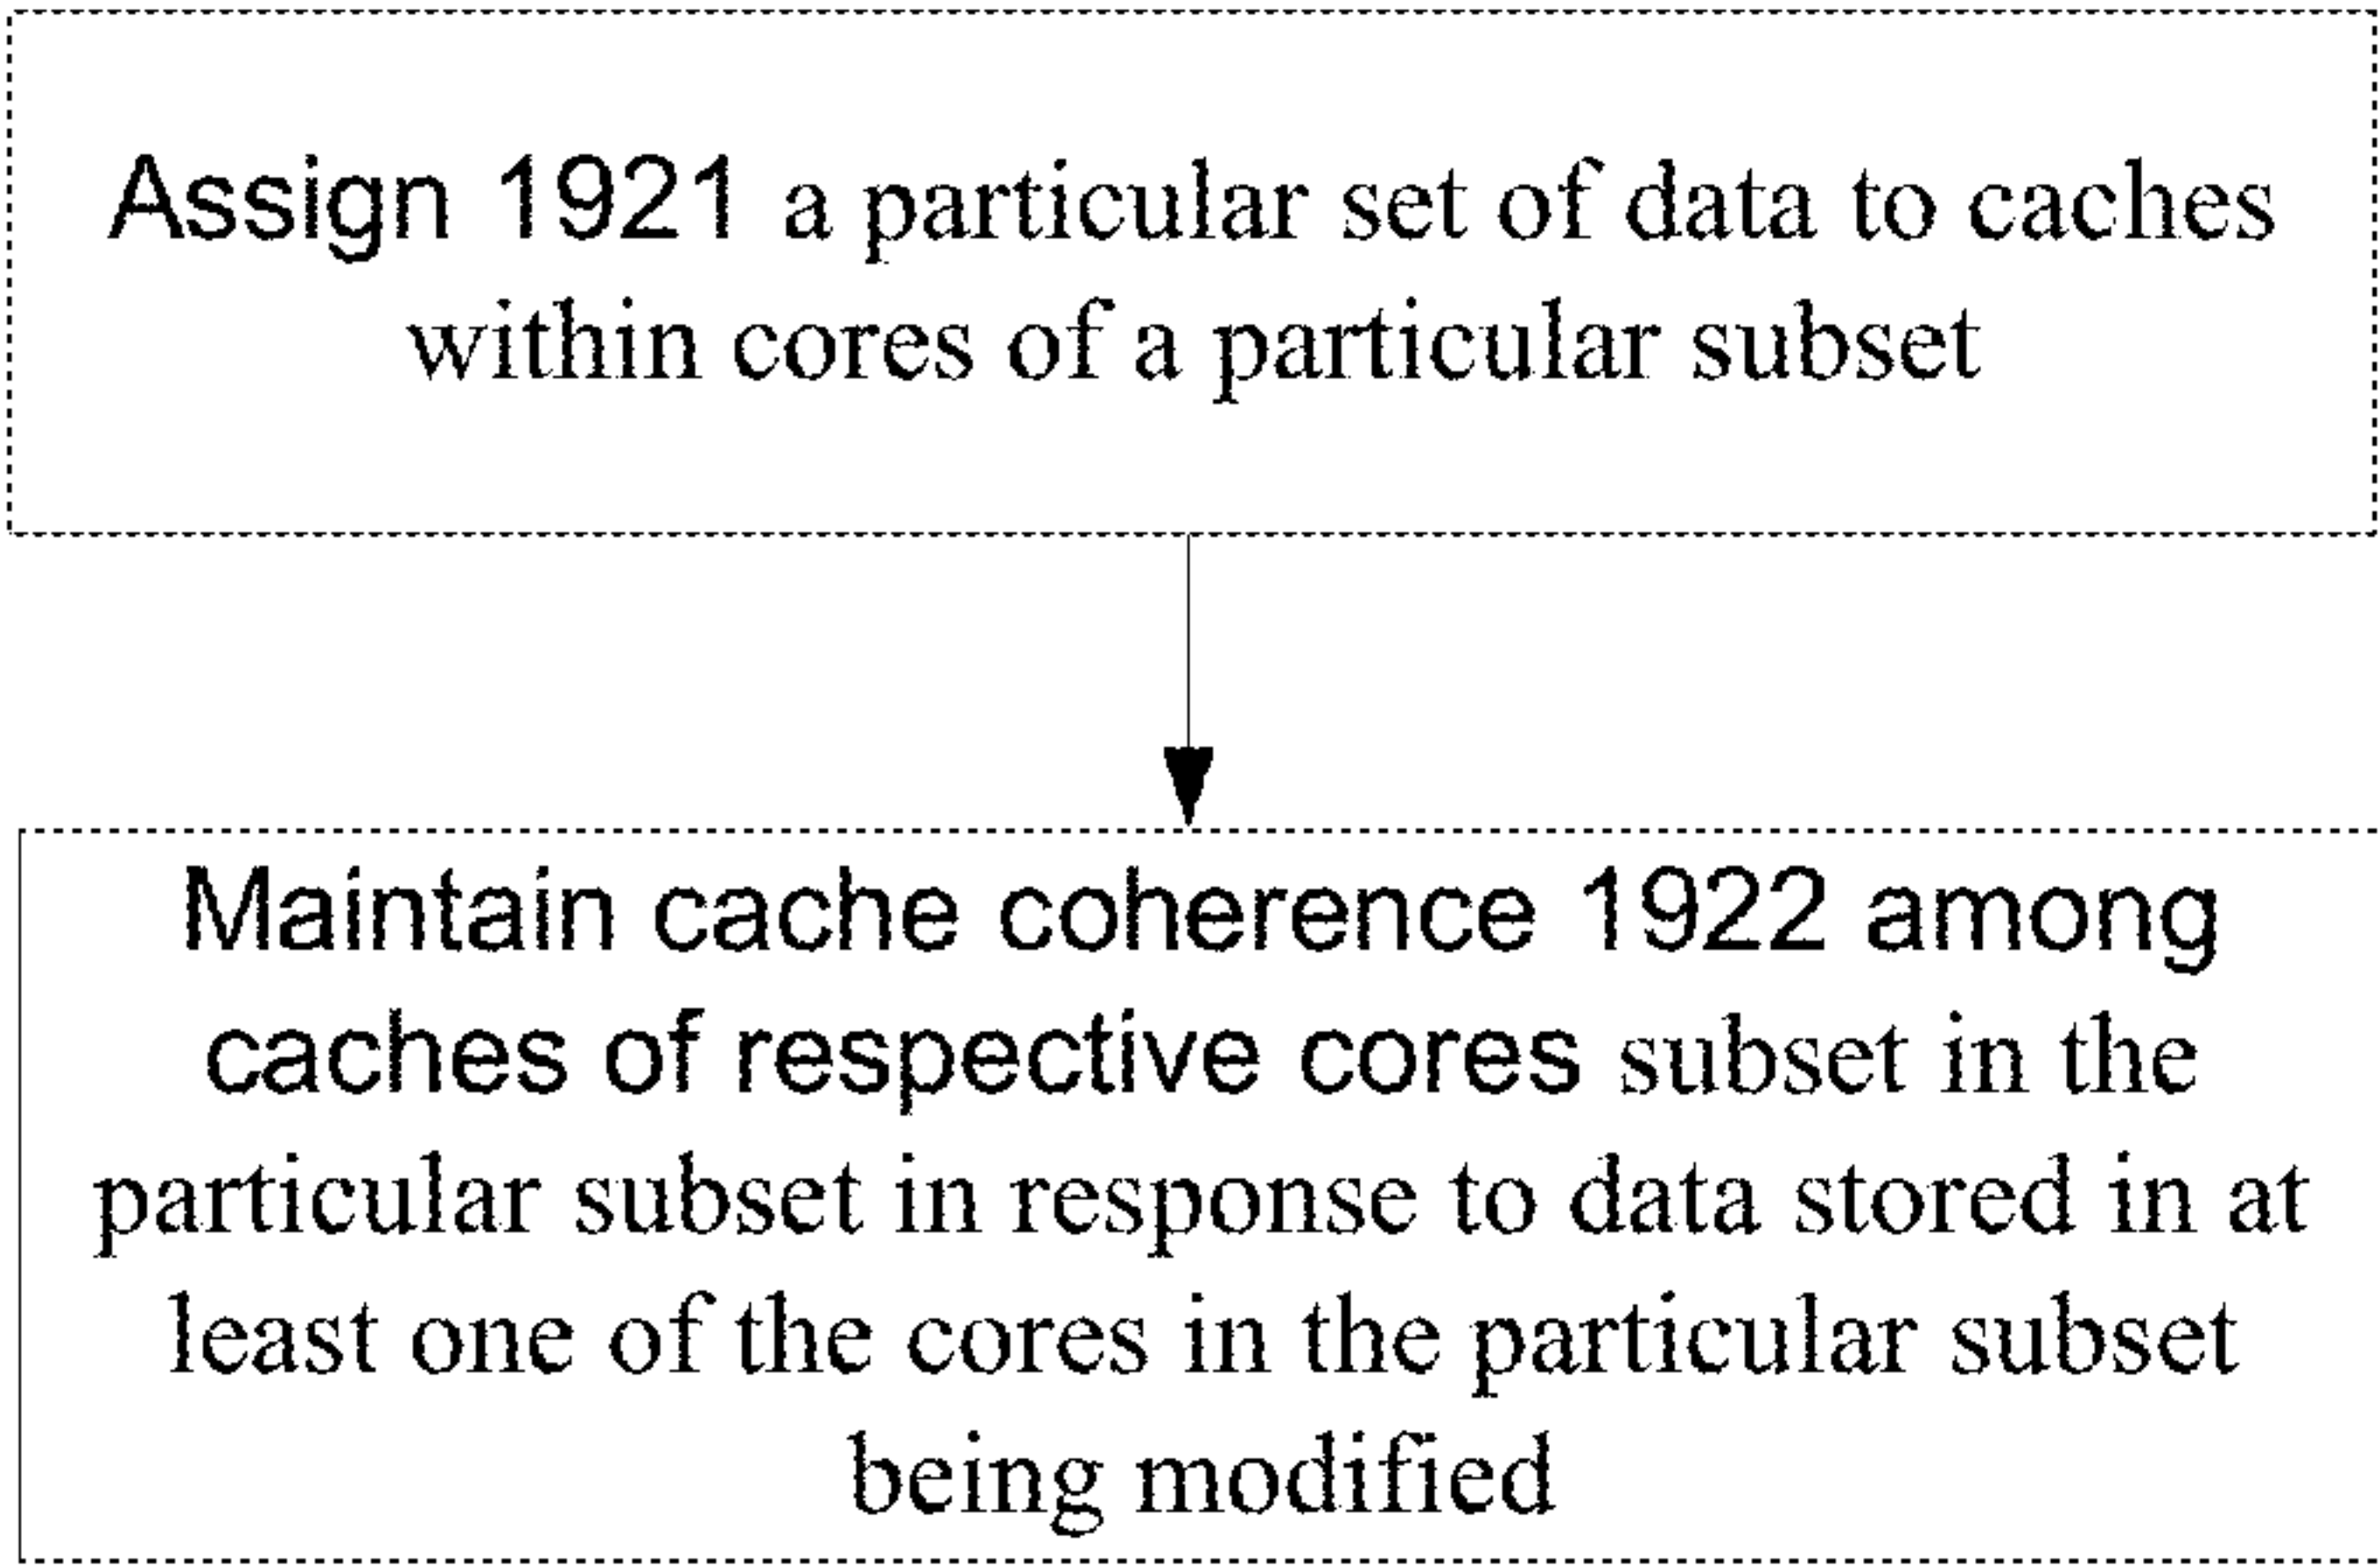 Assign 1921 a particular set of data to caches
within cores of a particular subset
Maintain cache coherence 1922 among
caches of respective cores subset in the
particular subset in response to data stored in at
least one of the cores in the particular subset
being modified